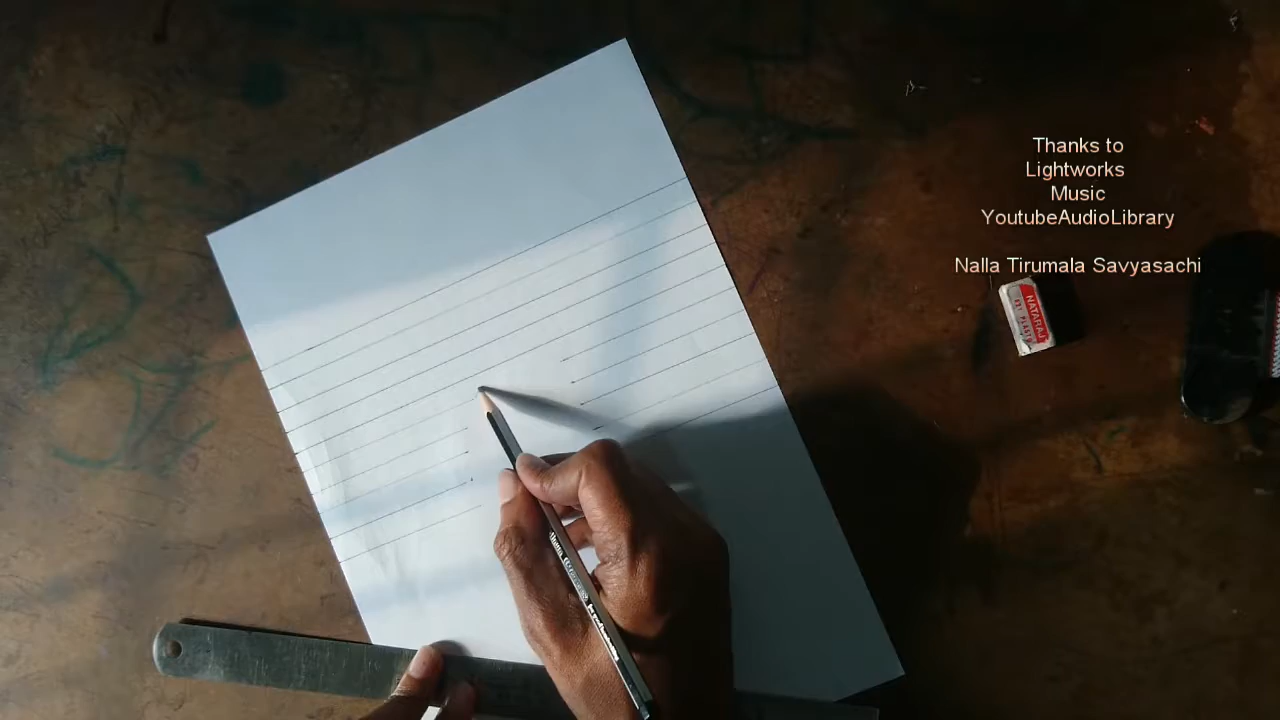 Thanks to
Lightworks
Music
YoutubeAudioLibrary
Nalla Tirumala Savyasachi
NATARAJ